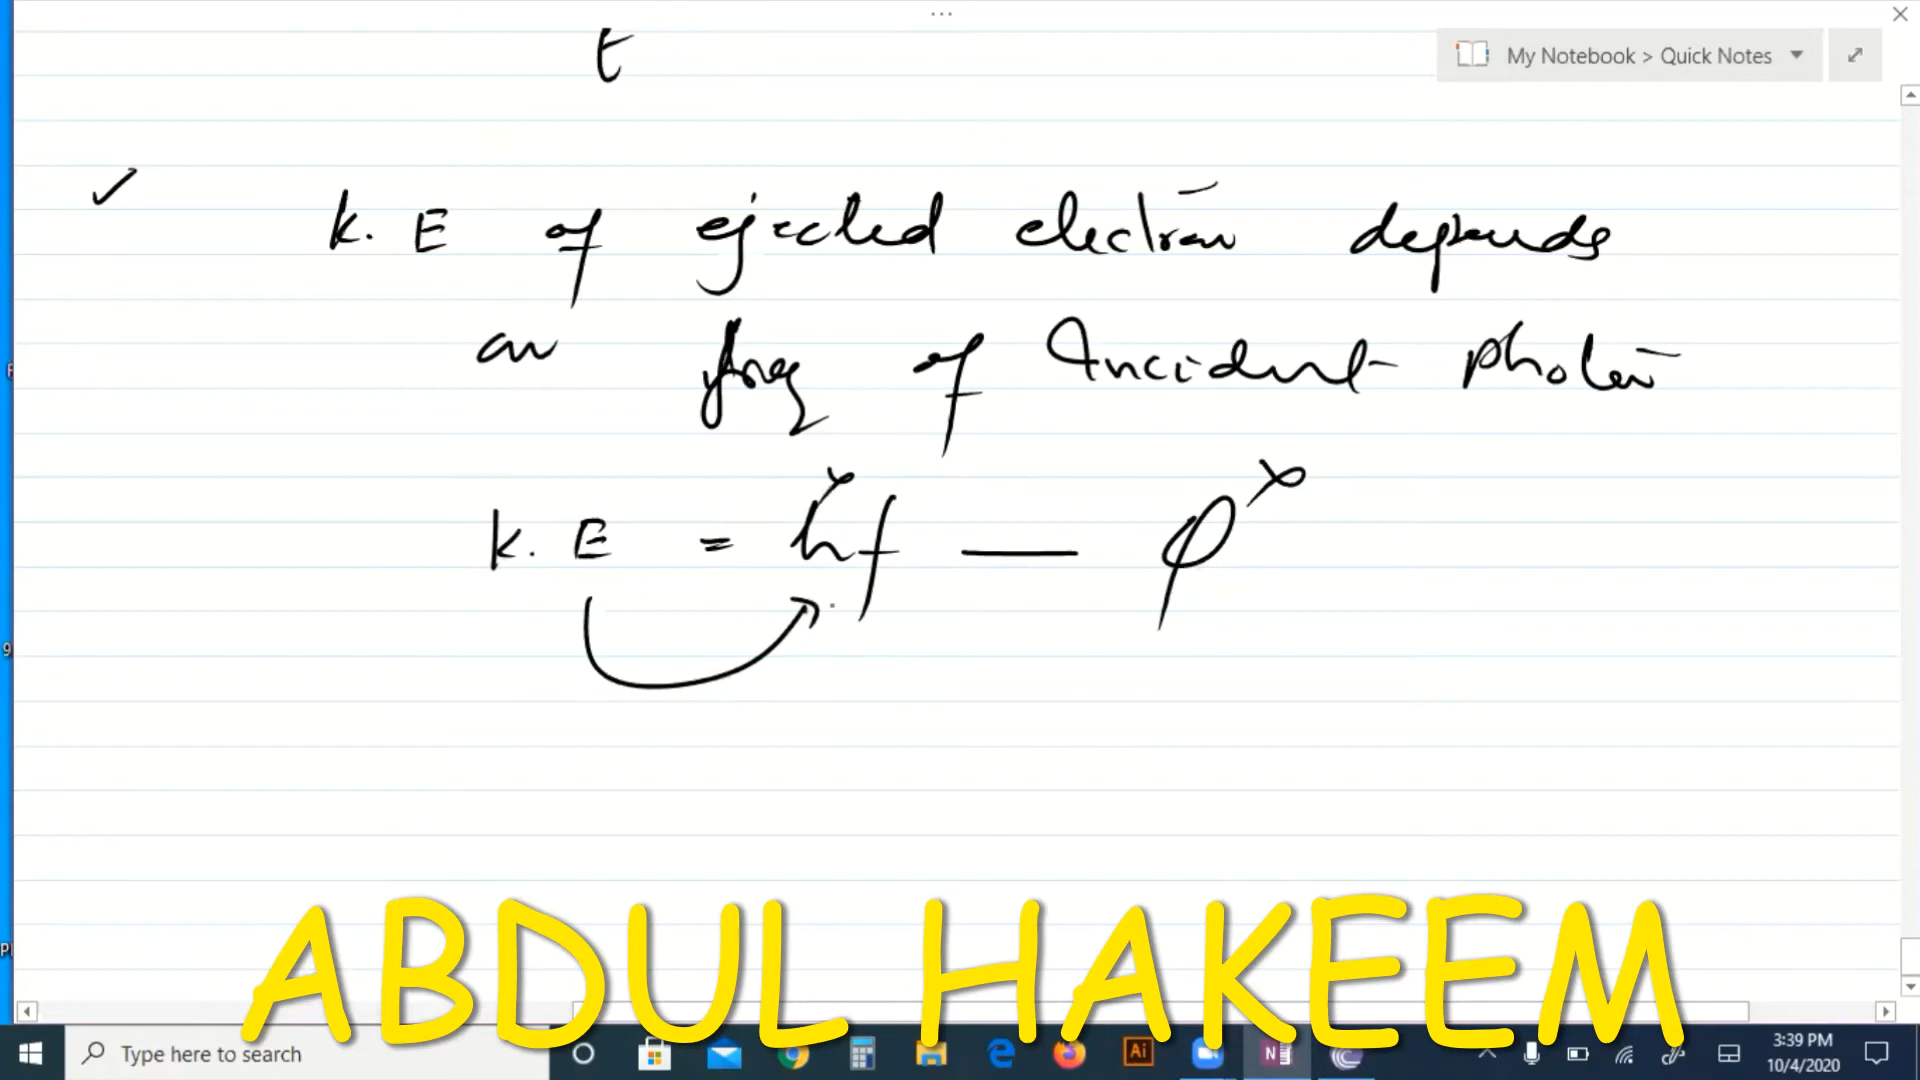 t
My Notebook > Quick Notes
K. E of ejected electron depends
on freq of Incident photon
K. E = hf — φ
ABDUL HAKEEM
Type here to search
Ai
N
3:39 PM
10/4/2020